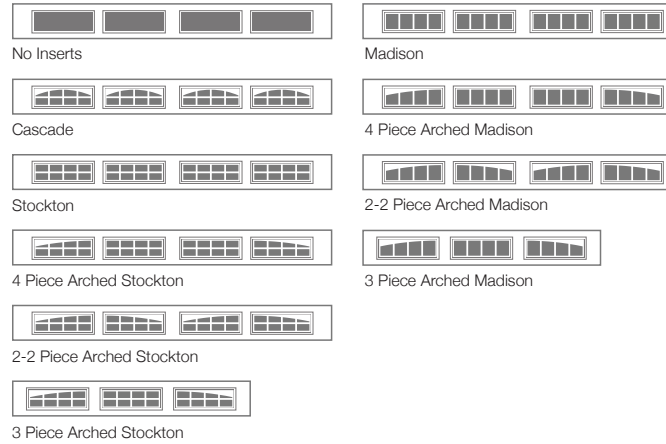 No Inserts
Cascade
Stockton
4 Piece Arched Stockton
2-2 Piece Arched Stockton
3 Piece Arched Stockton
Madison
4 Piece Arched Madison
2-2 Piece Arched Madison
3 Piece Arched Madison